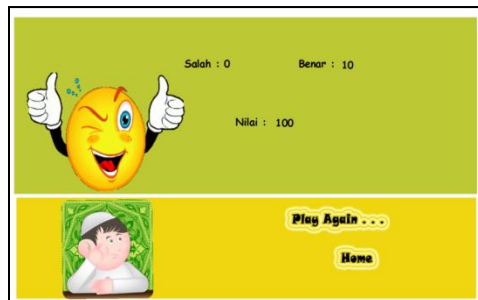 Salah : 0 Benar : 10
Nilai : 100
Play Again . . .
Home